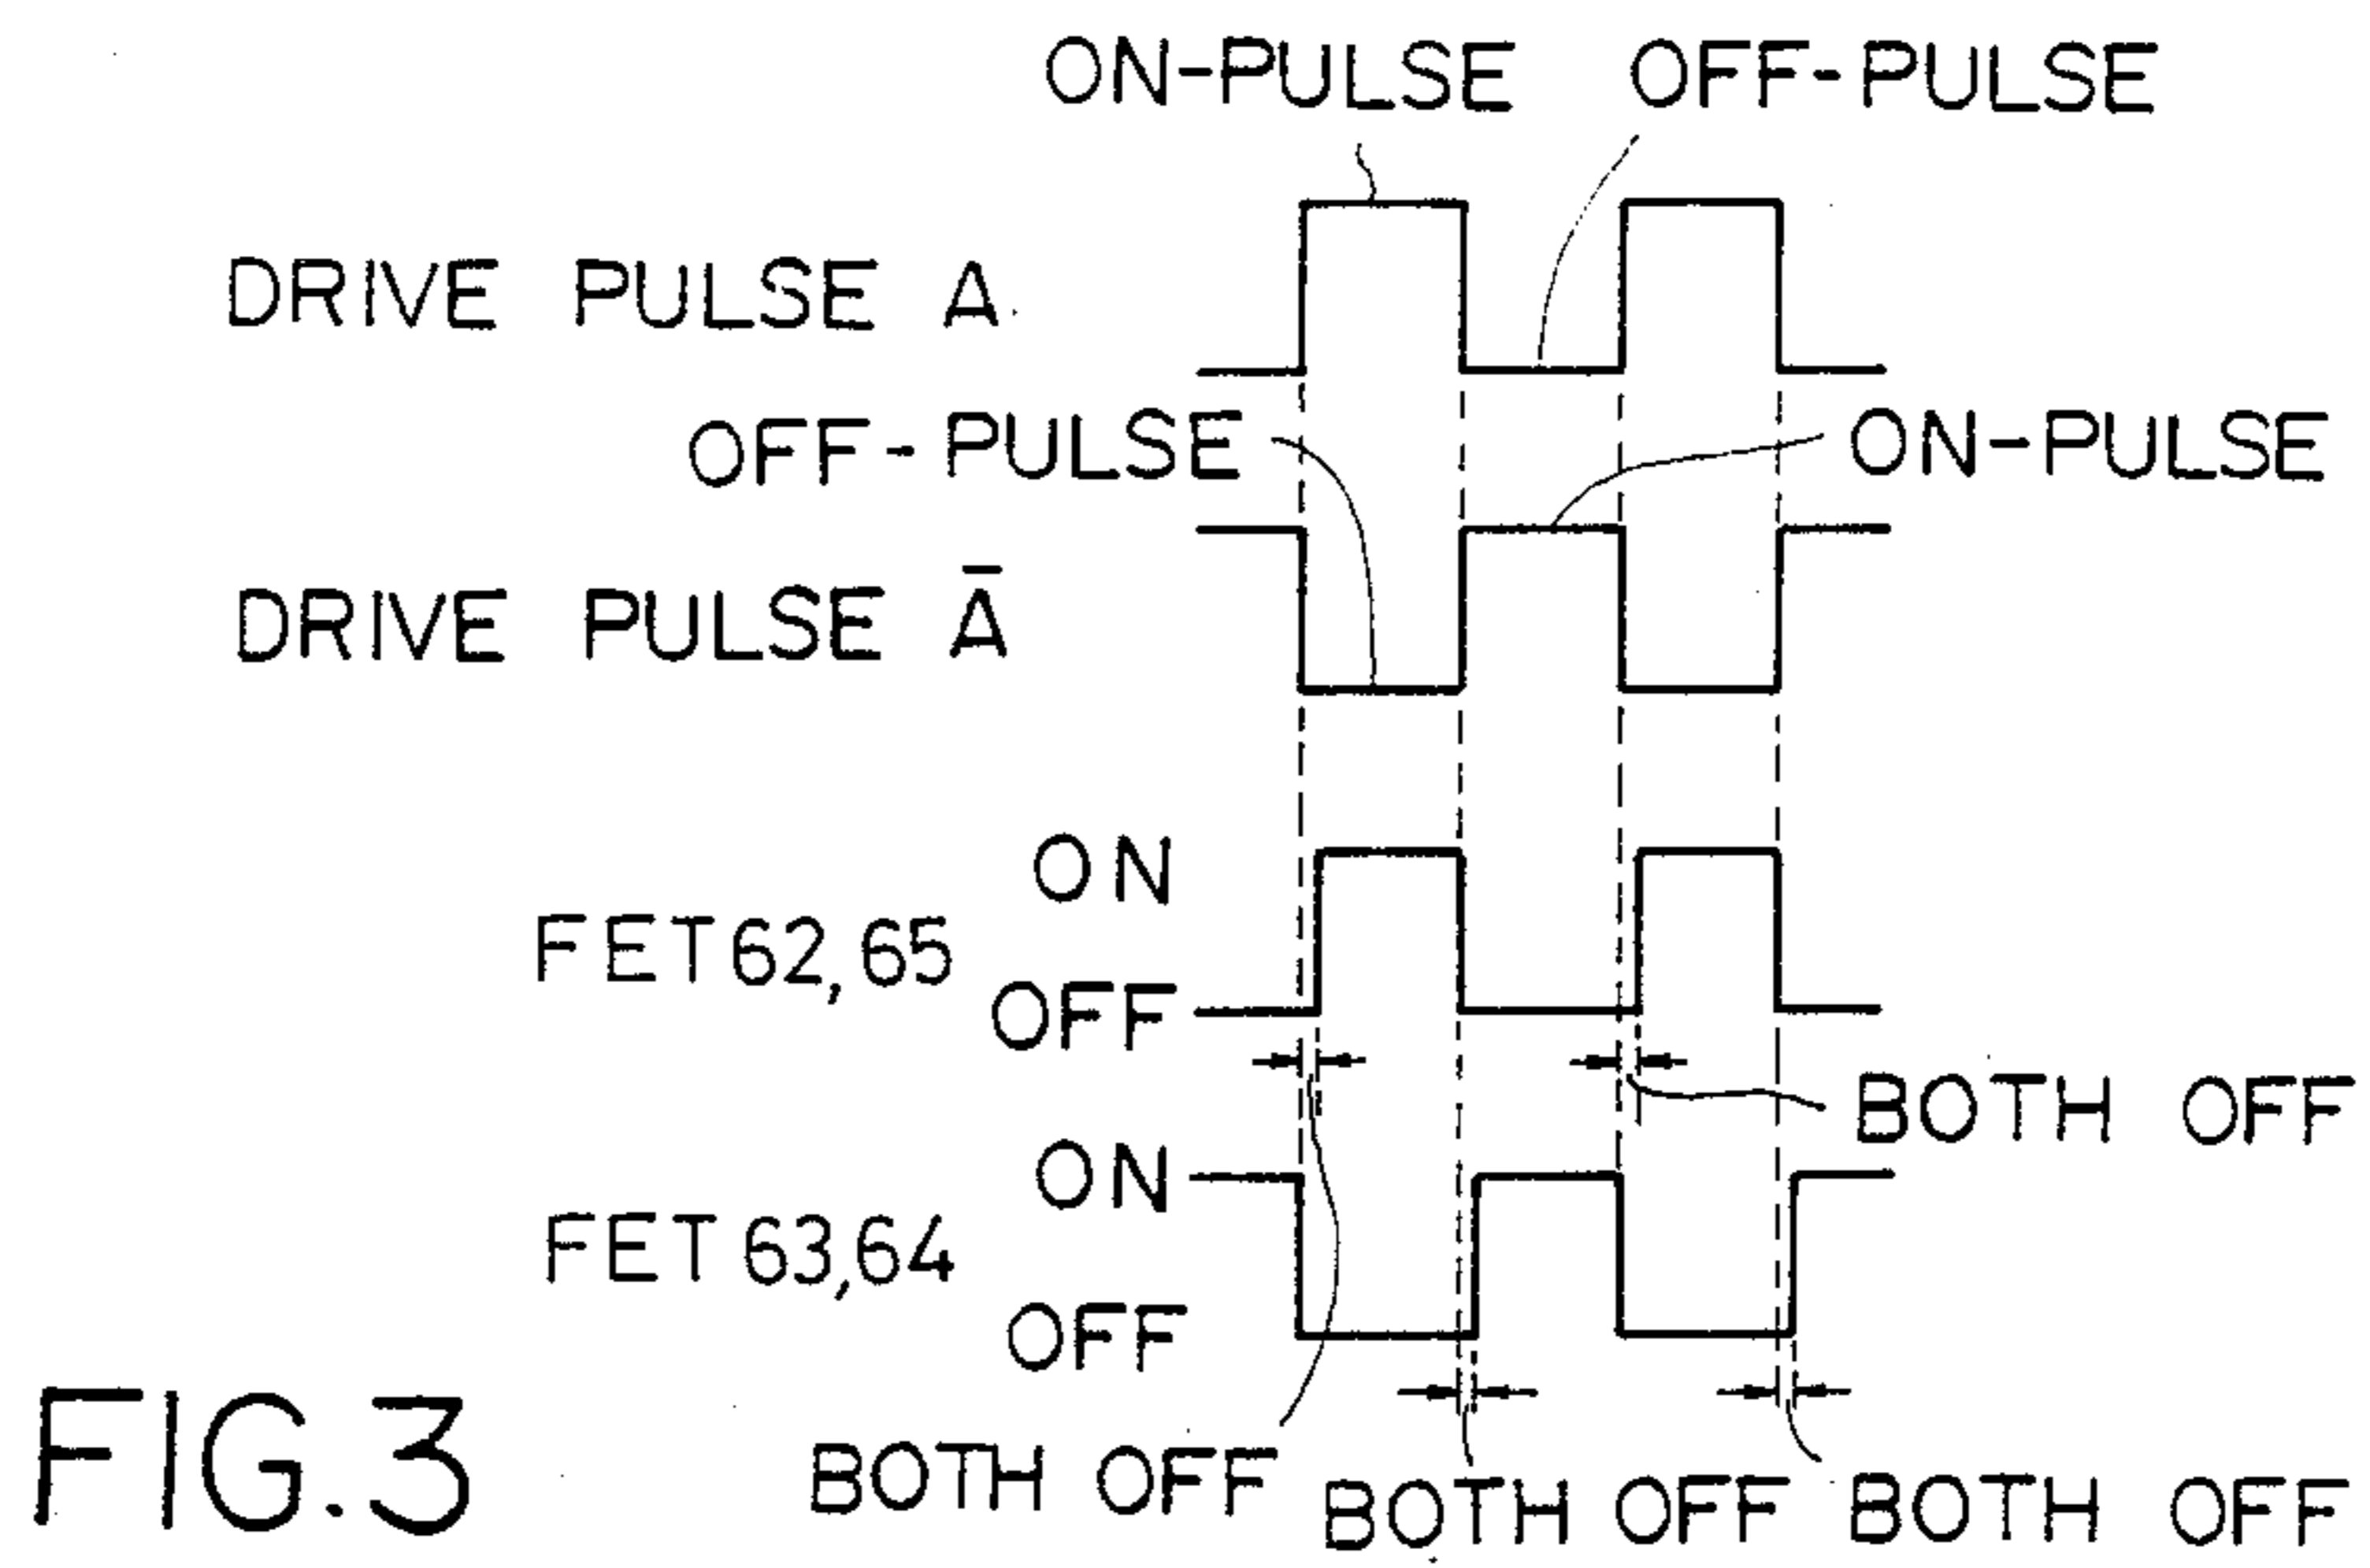 ON-PULSE OFF-PULSE
DRIVE PULSE A
OFF-PULSE ON-PULSE
DRIVE PULSE Ā
ON
FET 62,65
OFF
BOTH OFF
ON
FET 63,64
OFF
BOTH OFF BOTH OFF BOTH OFF
FIG.3